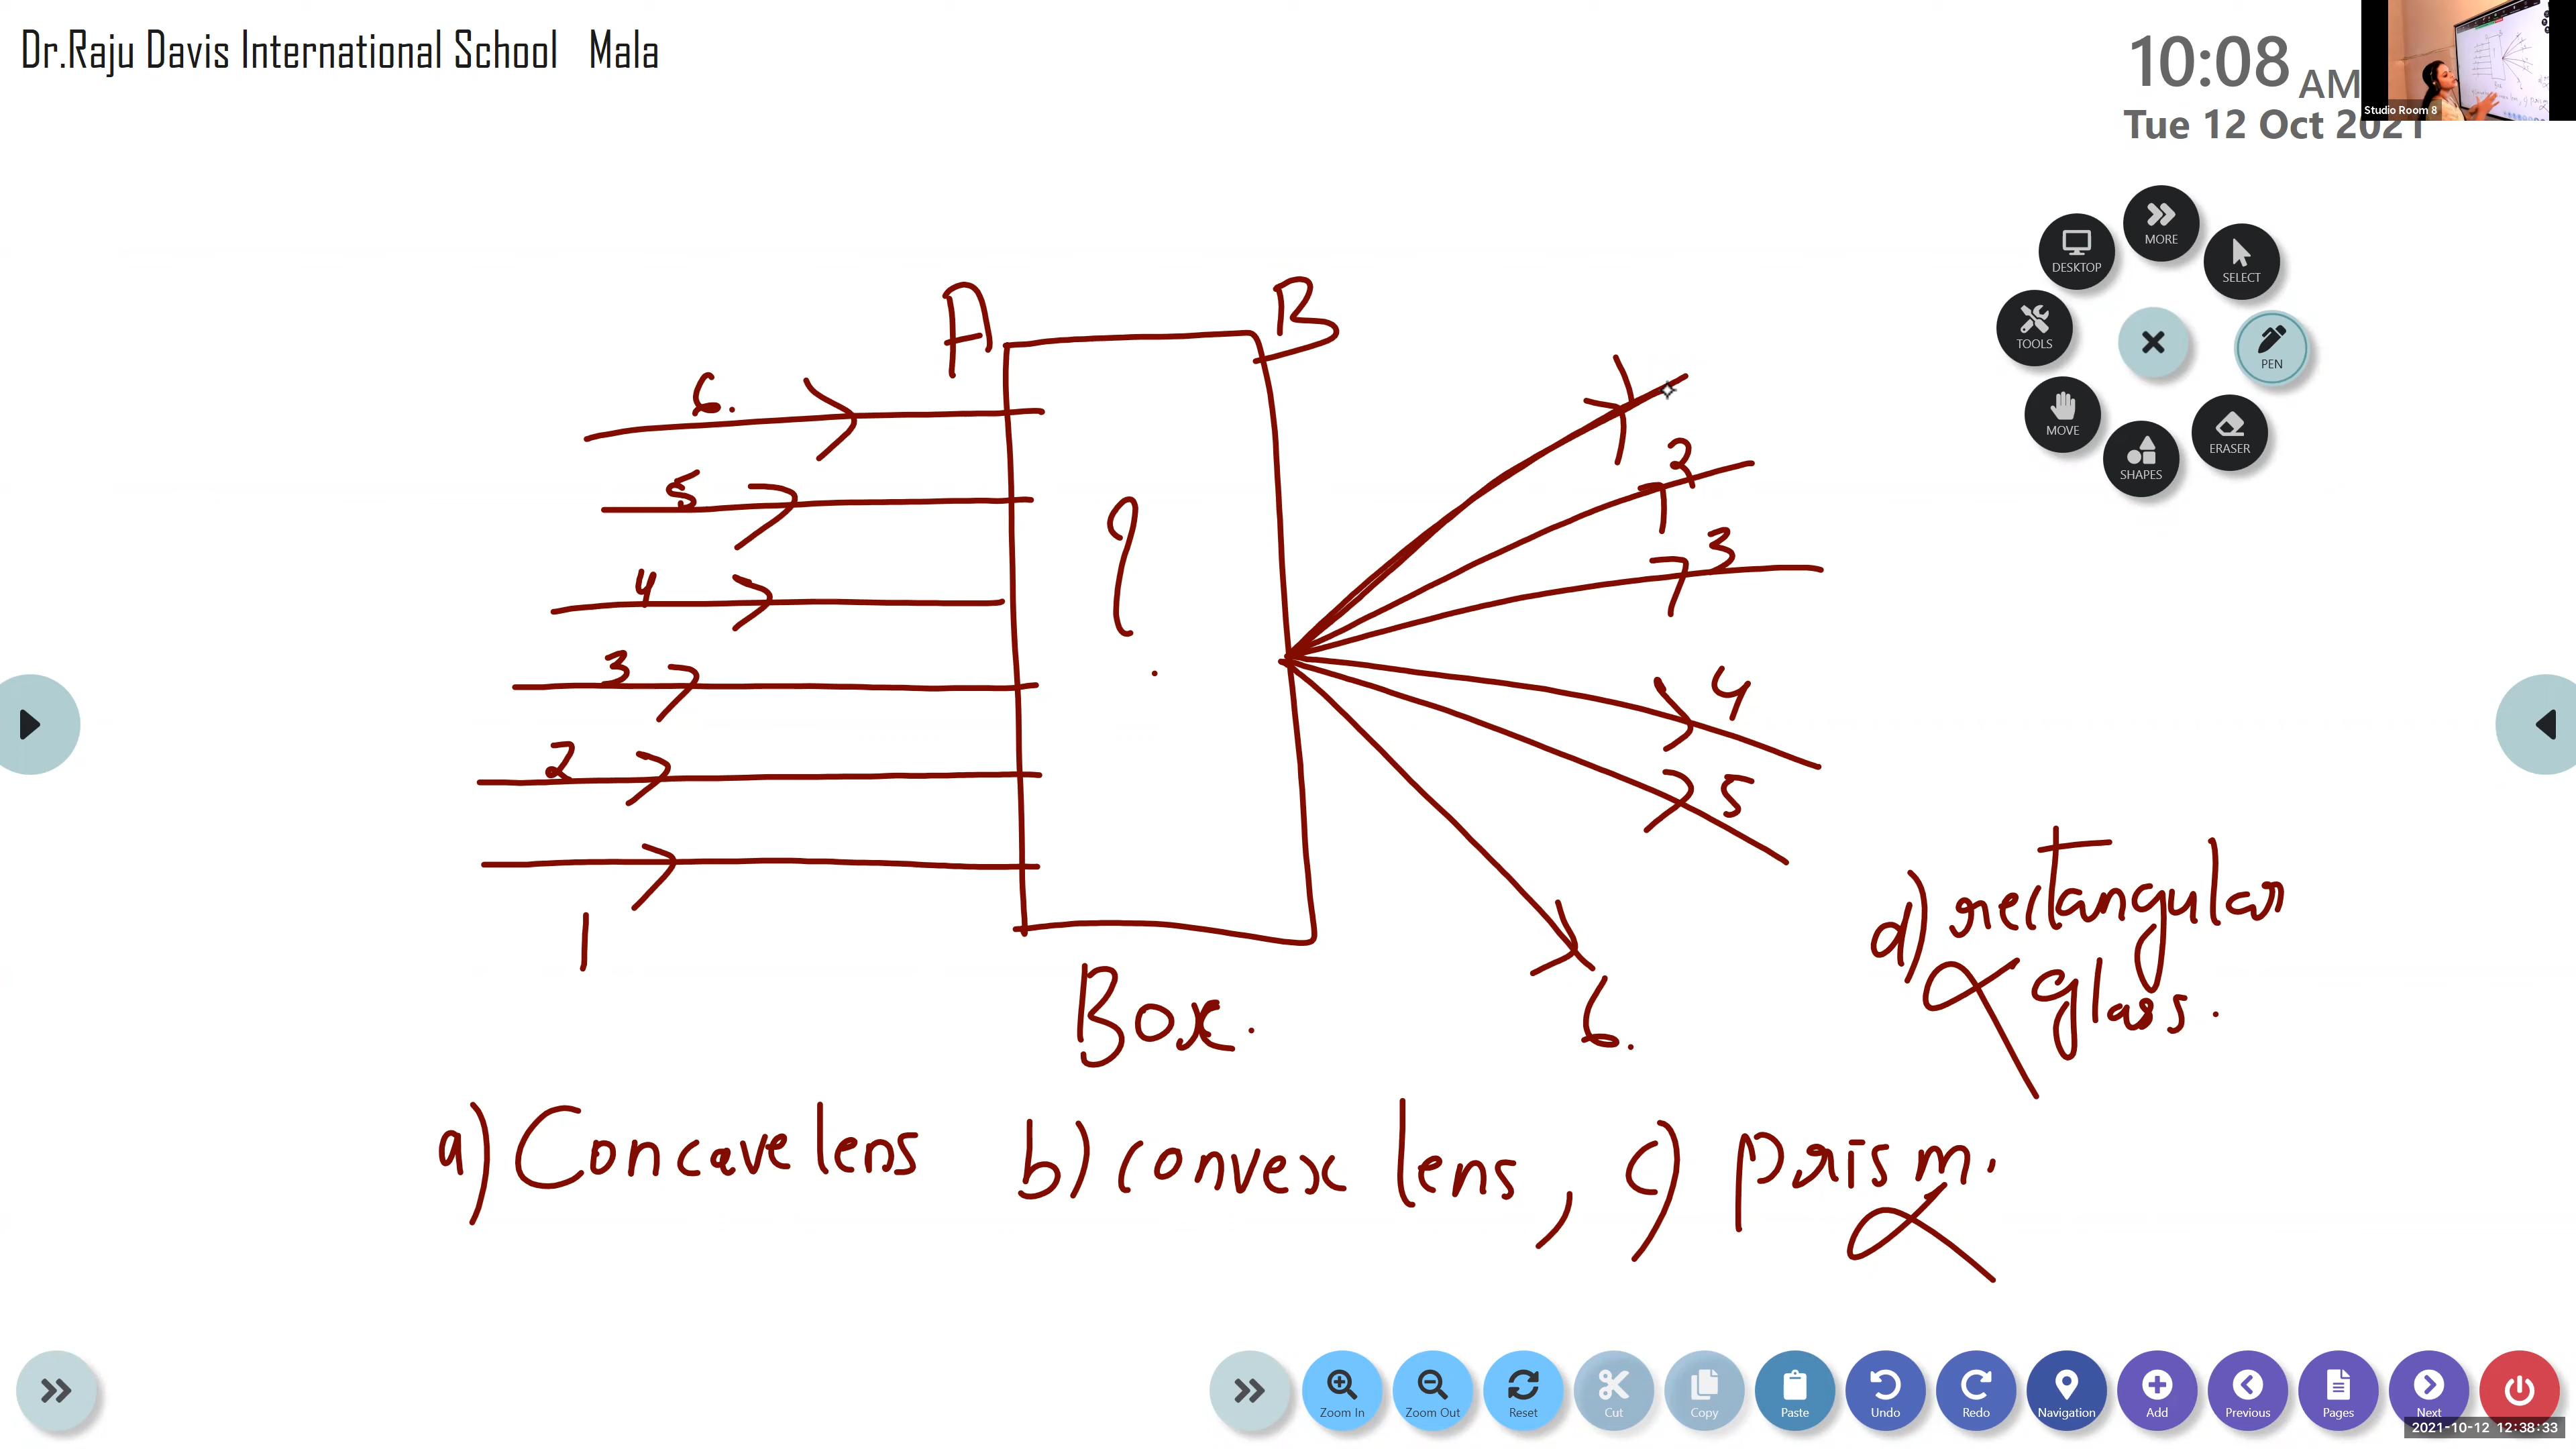 Dr.Raju Davis International School Mala
10:08 AM
Tue 12 Oct 2021
Studio Room 8
MORE
DESKTOP
SELECT
TOOLS
PEN
MOVE
ERASER
SHAPES
A
B
6.
5
4
3
2
1
?
2
3
4
5
6.
Box.
d) rectangular
glass.
a) Concave lens b) convex lens, c) prism.
Zoom In Zoom Out Reset Cut Copy Paste Undo Redo Navigation Add Previous Pages Next
2021-10-12 12:38:33